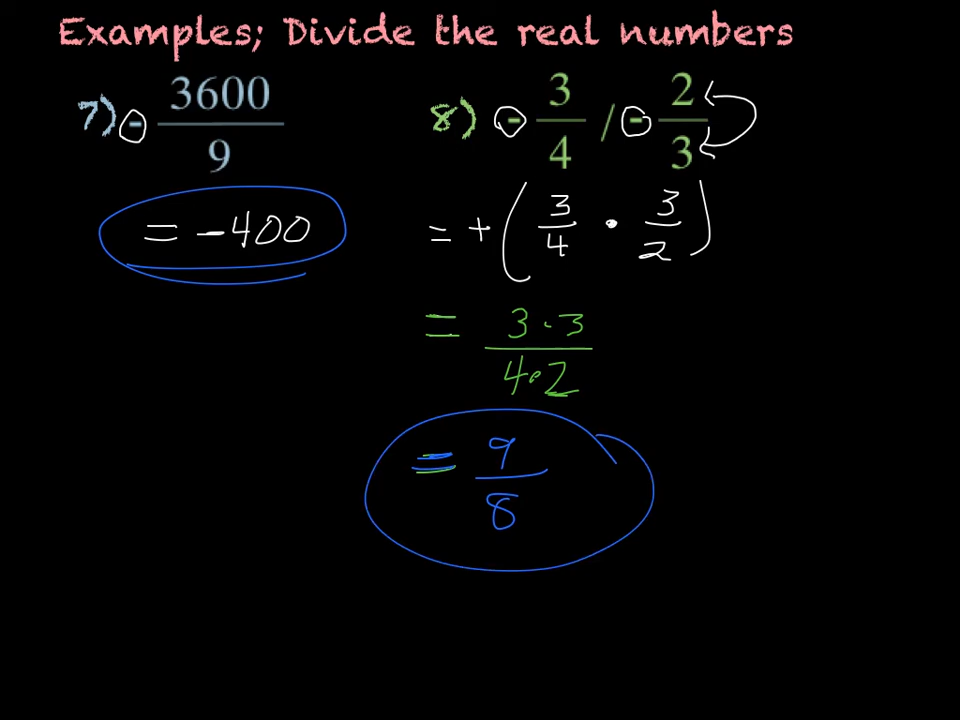 Examples; Divide the real numbers
7) - 3600/9
= -400
8) - 3/4 / - 2/3
= + ( 3/4 · 3/2 )
= 3·3/4·2
= 9/8